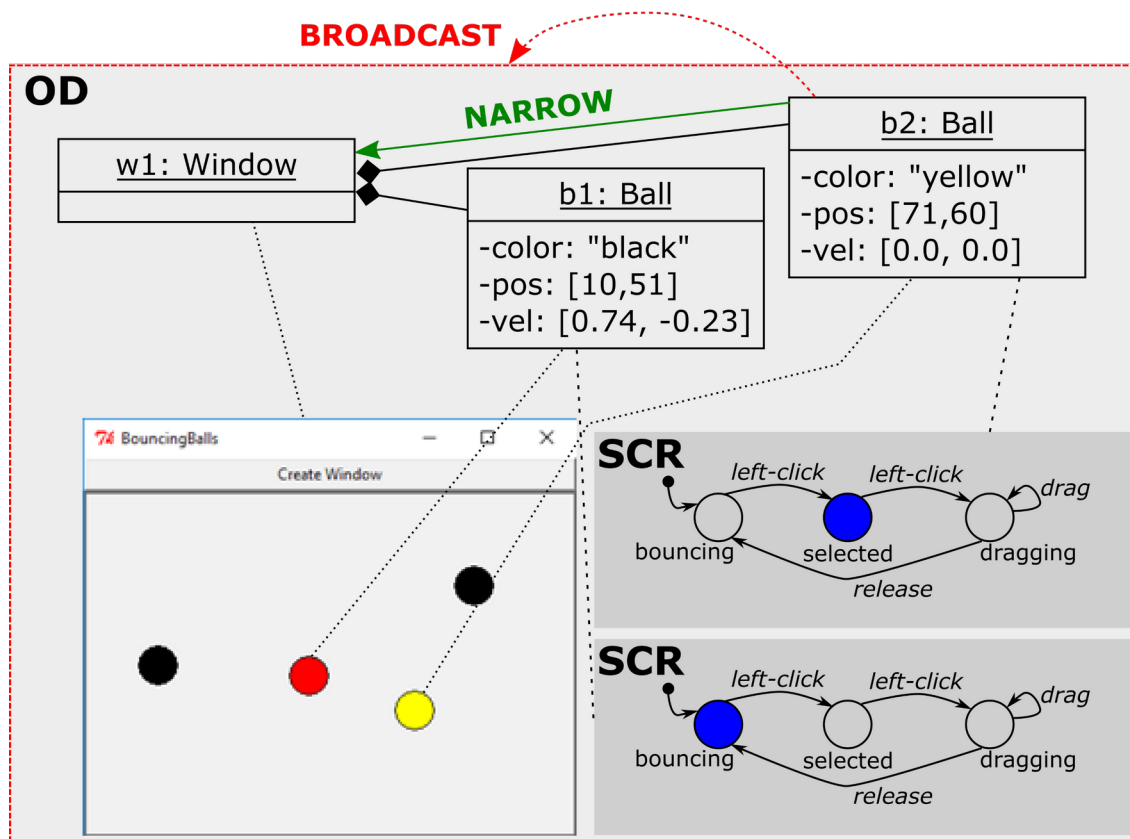 BROADCAST
OD
NARROW
w1: Window
b2: Ball
-color: "yellow"
-pos: [71,60]
-vel: [0.0, 0.0]
b1: Ball
-color: "black"
-pos: [10,51]
-vel: [0.74, -0.23]
BouncingBalls
Create Window
SCR
left-click
left-click
drag
bouncing
selected
dragging
release
SCR
left-click
left-click
drag
bouncing
selected
dragging
release